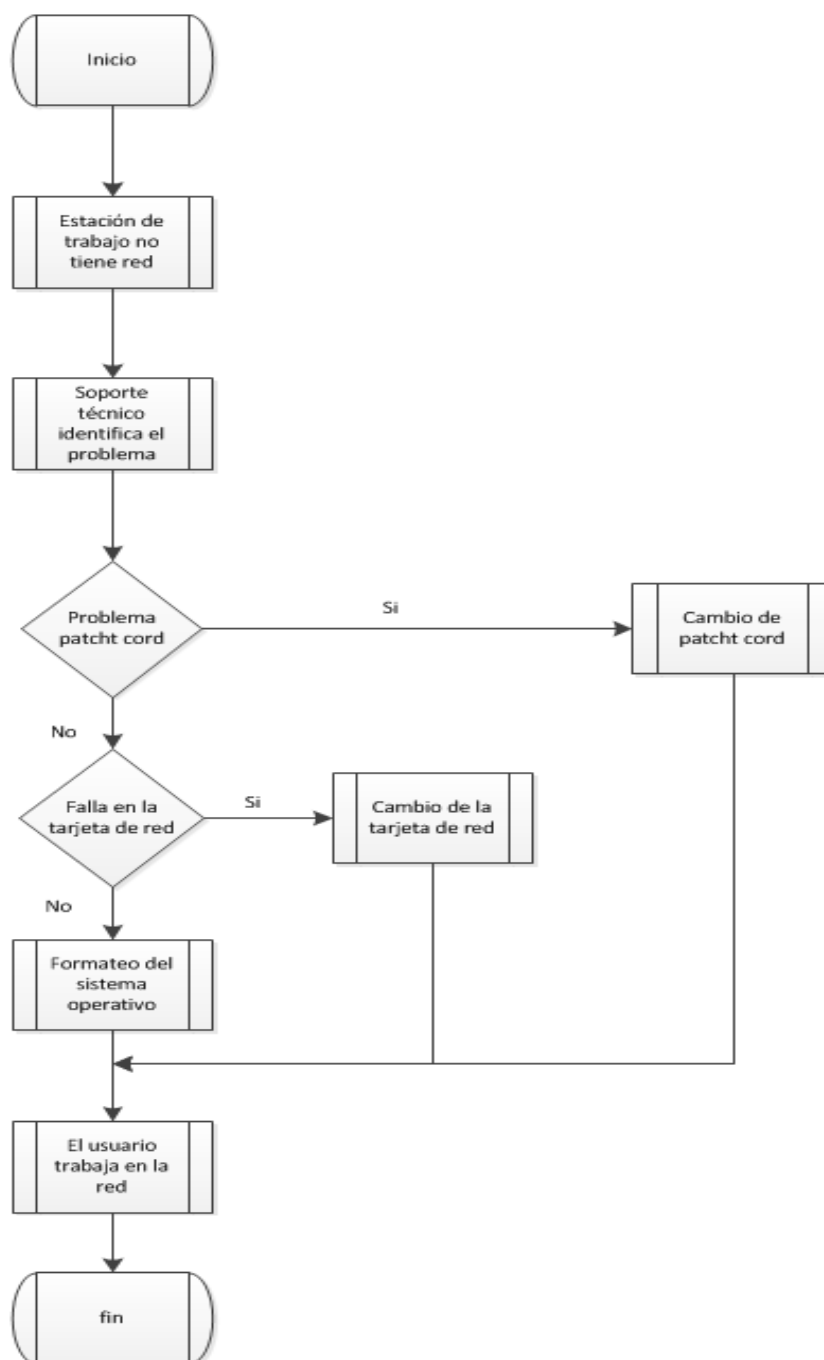 Inicio
Estación de
trabajo no
tiene red
Soporte
técnico
identifica el
problema
Problema
patcht cord
Si
Cambio de
patcht cord
No
Falla en la
tarjeta de red
Si
Cambio de la
tarjeta de red
No
Formateo del
sistema
operativo
El usuario
trabaja en la
red
fin